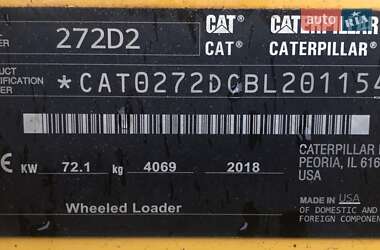 CAT CATERPILLAR
272D2 CAT® CATERPILLAR®
*CAT0272DCBL201154
CE KW 72.1 kg 4069 2018
CATERPILLAR
PEORIA, IL 616
USA
Wheeled Loader
MADE IN USA
OF DOMESTIC AND
FOREIGN COMPONEN